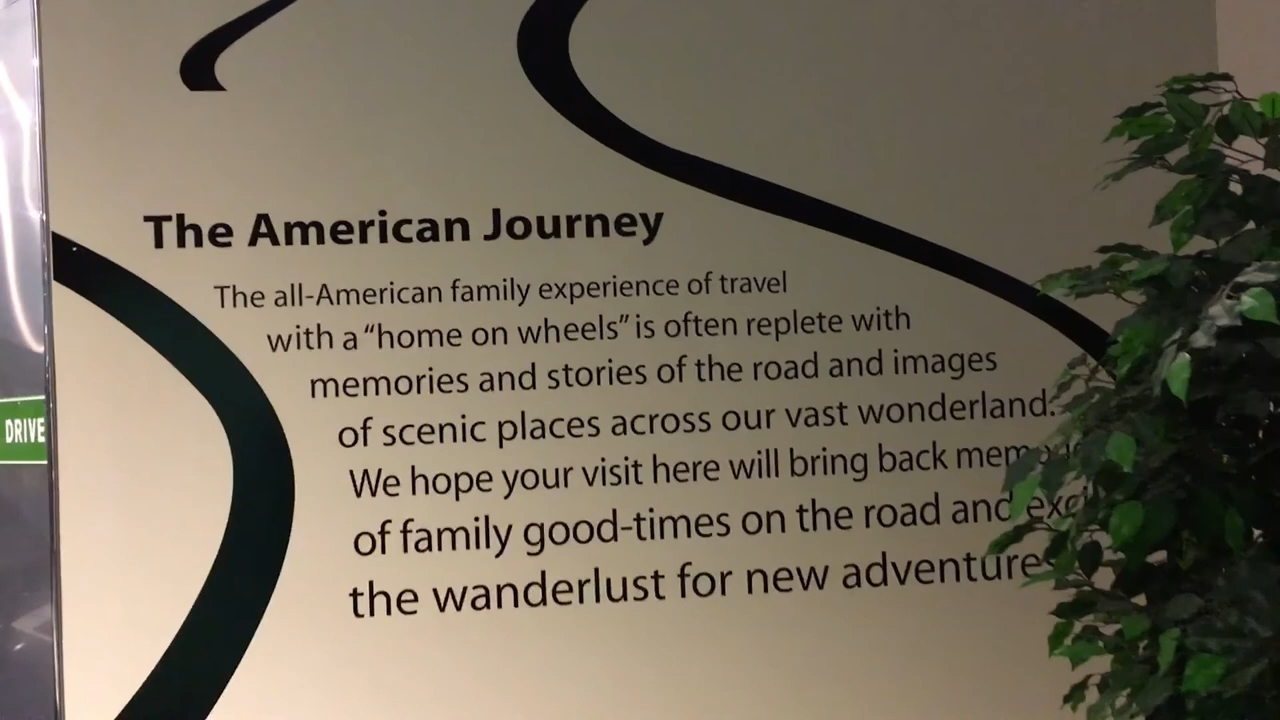 The American Journey
The all-American family experience of travel
with a “home on wheels” is often replete with
memories and stories of the road and images
of scenic places across our vast wonderland.
We hope your visit here will bring back
of family good-times on the road and
the wanderlust for new adventures
DRIVE